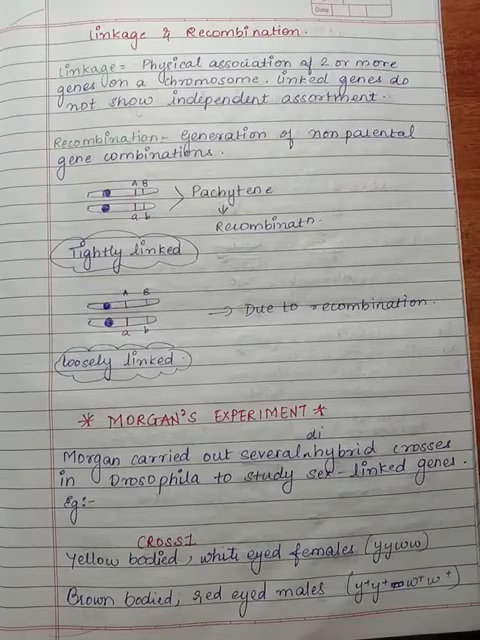 Date
Linkage & Recombination.
Linkage = Physical association of 2 or more
genes on a chromosome. Linked genes do
not show independent assortment.
Recombination - Generation of non parental
gene combinations.
A B
Pachytene
a b
↓
Recombinatn.
Tightly linked
A B
→ Due to recombination.
a b
loosely linked.
* MORGAN'S EXPERIMENT *
di
Morgan carried out several hybrid crosses
in Drosophila to study sex-linked genes.
Eg:-
CROSS I
Yellow bodied, white eyed females (yyww)
Brown bodied, red eyed males (y+y+ w+w+)